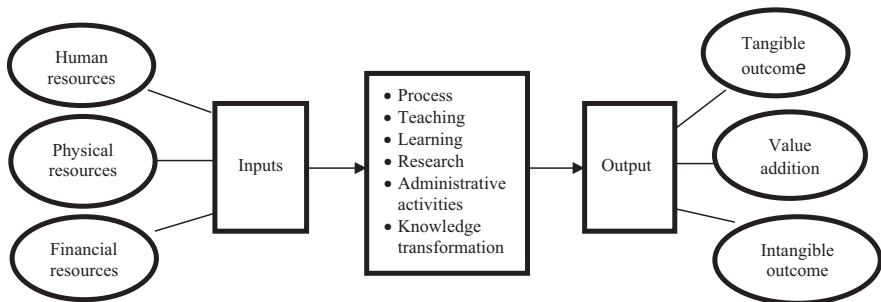 Human
resources
Physical
resources
Financial
resources
Inputs
• Process
• Teaching
• Learning
• Research
• Administrative
activities
• Knowledge
transformation
Output
Tangible
outcome
Value
addition
Intangible
outcome